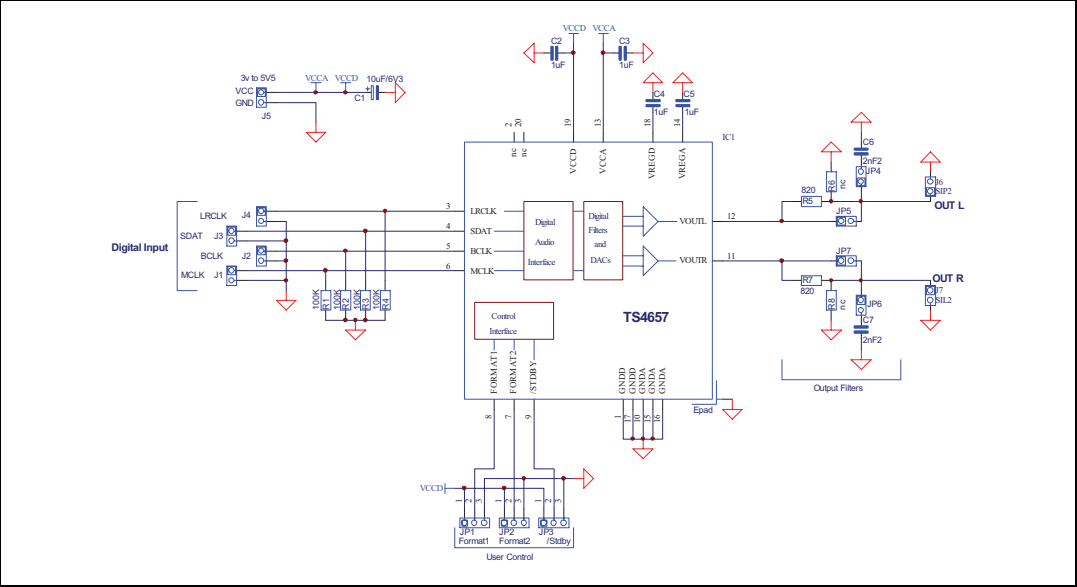 VCCD VCCA
C2
1uF
C3
1uF
3v to 5V5
VCC
GND
J5
VCCA VCCD
10uF/6V3
+
C1
C4
1uF
C5
1uF
2
20
19
13
18
14
IC1
nc
nc
VCCD
VCCA
VREGD
VREGA
C6
2nF2
JP4
R6
nc
820
R5
J6
SIP2
OUT L
JP5
Digital Input
LRCLK J4
SDAT J3
BCLK J2
MCLK J1
3 LRCLK
4 SDAT
5 BCLK
6 MCLK
Digital
Audio
Interface
Digital
Filters
and
DACs
VOUTL 12
VOUTR 11
JP7
R7
820
R8
nc
JP6
C7
2nF2
OUT R
J7
SIL2
Output Filters
100K R1
100K R2
100K R3
100K R4
Control
Interface
TS4657
FORMAT1
FORMAT2
/STDBY
8
7
9
GNDD
GNDD
GNDA
GNDA
GNDA
1
17
10
15
16
Epad
VCCD
1 2 3
1 2 3
1 2 3
JP1
Format1
JP2
Format2
JP3
/Stdby
User Control